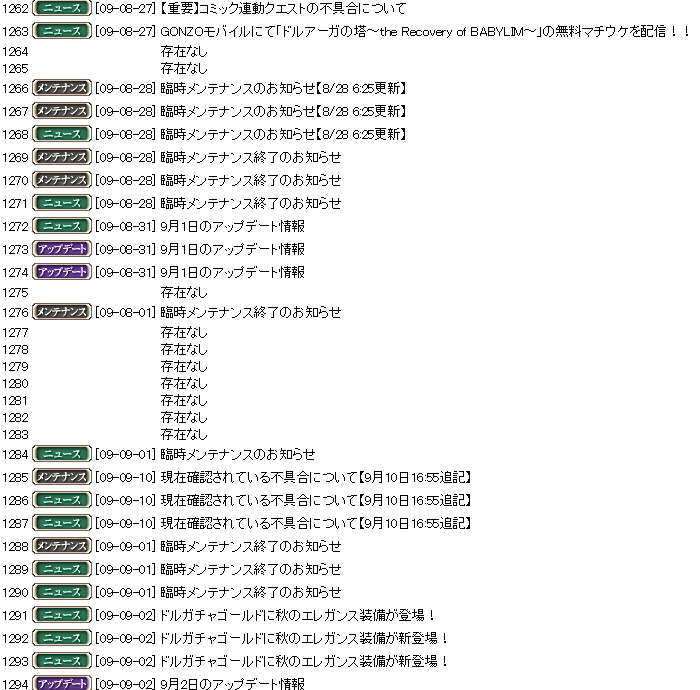 1262 ニュース [09-08-27] 【重要】コミック連動クエストの不具合について
1263 ニュース [09-08-27] GONZOモバイルにて「ドルアーガの塔～the Recovery of BABYLIM～」の無料マチウケを配信！！
1264 存在なし
1265 存在なし
1266 メンテナンス [09-08-28] 臨時メンテナンスのお知らせ【8/28 6:25更新】
1267 メンテナンス [09-08-28] 臨時メンテナンスのお知らせ【8/28 6:25更新】
1268 ニュース [09-08-28] 臨時メンテナンスのお知らせ【8/28 6:25更新】
1269 メンテナンス [09-08-28] 臨時メンテナンス終了のお知らせ
1270 メンテナンス [09-08-28] 臨時メンテナンス終了のお知らせ
1271 ニュース [09-08-28] 臨時メンテナンス終了のお知らせ
1272 ニュース [09-08-31] 9月1日のアップデート情報
1273 アップデート [09-08-31] 9月1日のアップデート情報
1274 アップデート [09-08-31] 9月1日のアップデート情報
1275 存在なし
1276 メンテナンス [09-08-01] 臨時メンテナンス終了のお知らせ
1277 存在なし
1278 存在なし
1279 存在なし
1280 存在なし
1281 存在なし
1282 存在なし
1283 存在なし
1284 ニュース [09-09-01] 臨時メンテナンスのお知らせ
1285 メンテナンス [09-09-10] 現在確認されている不具合について【9月10日16:55追記】
1286 ニュース [09-09-10] 現在確認されている不具合について【9月10日16:55追記】
1287 ニュース [09-09-10] 現在確認されている不具合について【9月10日16:55追記】
1288 メンテナンス [09-09-01] 臨時メンテナンス終了のお知らせ
1289 ニュース [09-09-01] 臨時メンテナンス終了のお知らせ
1290 ニュース [09-09-01] 臨時メンテナンス終了のお知らせ
1291 ニュース [09-09-02] ドルガチャゴールドに秋のエレガンス装備が登場！
1292 ニュース [09-09-02] ドルガチャゴールドに秋のエレガンス装備が新登場！
1293 ニュース [09-09-02] ドルガチャゴールドに秋のエレガンス装備が新登場！
1294 アップデート [09-09-02] 9月2日のアップデート情報